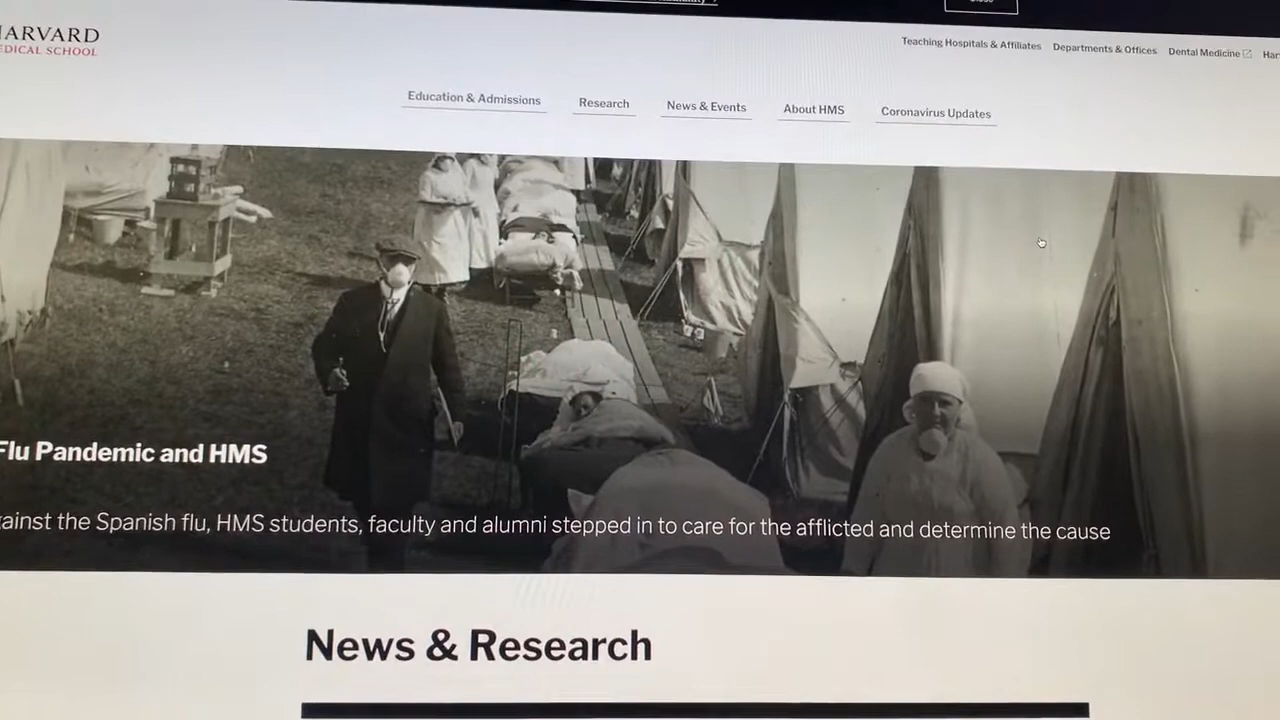 HARVARD
MEDICAL SCHOOL
Teaching Hospitals & Affiliates Departments & Offices Dental Medicine Har
Education & Admissions Research News & Events About HMS Coronavirus Updates
Flu Pandemic and HMS
ainst the Spanish flu, HMS students, faculty and alumni stepped in to care for the afflicted and determine the cause
News & Research